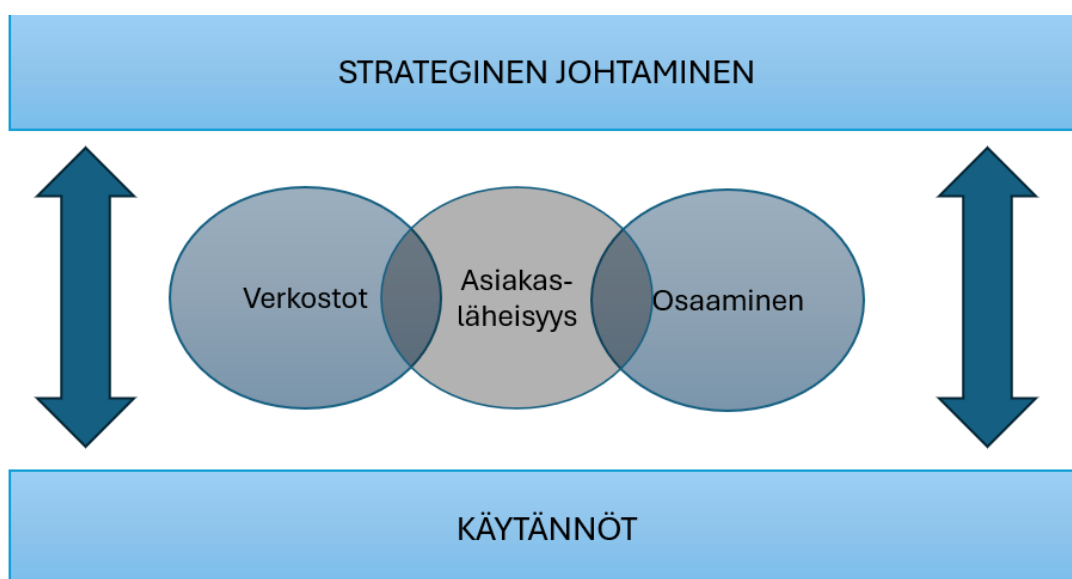 STRATEGINEN JOHTAMINEN
Verkostot
Asiakas-
läheisyys
Osaaminen
KÄYTÄNNÖT